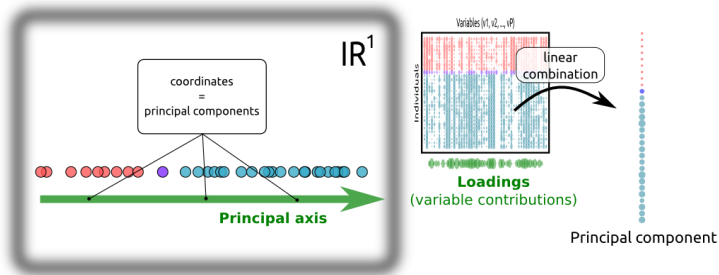 IR¹
coordinates
=
principal components
Principal axis
Variables (v1, v2, ..., vP)
Individuals
linear
combination
Loadings
(variable contributions)
Principal component